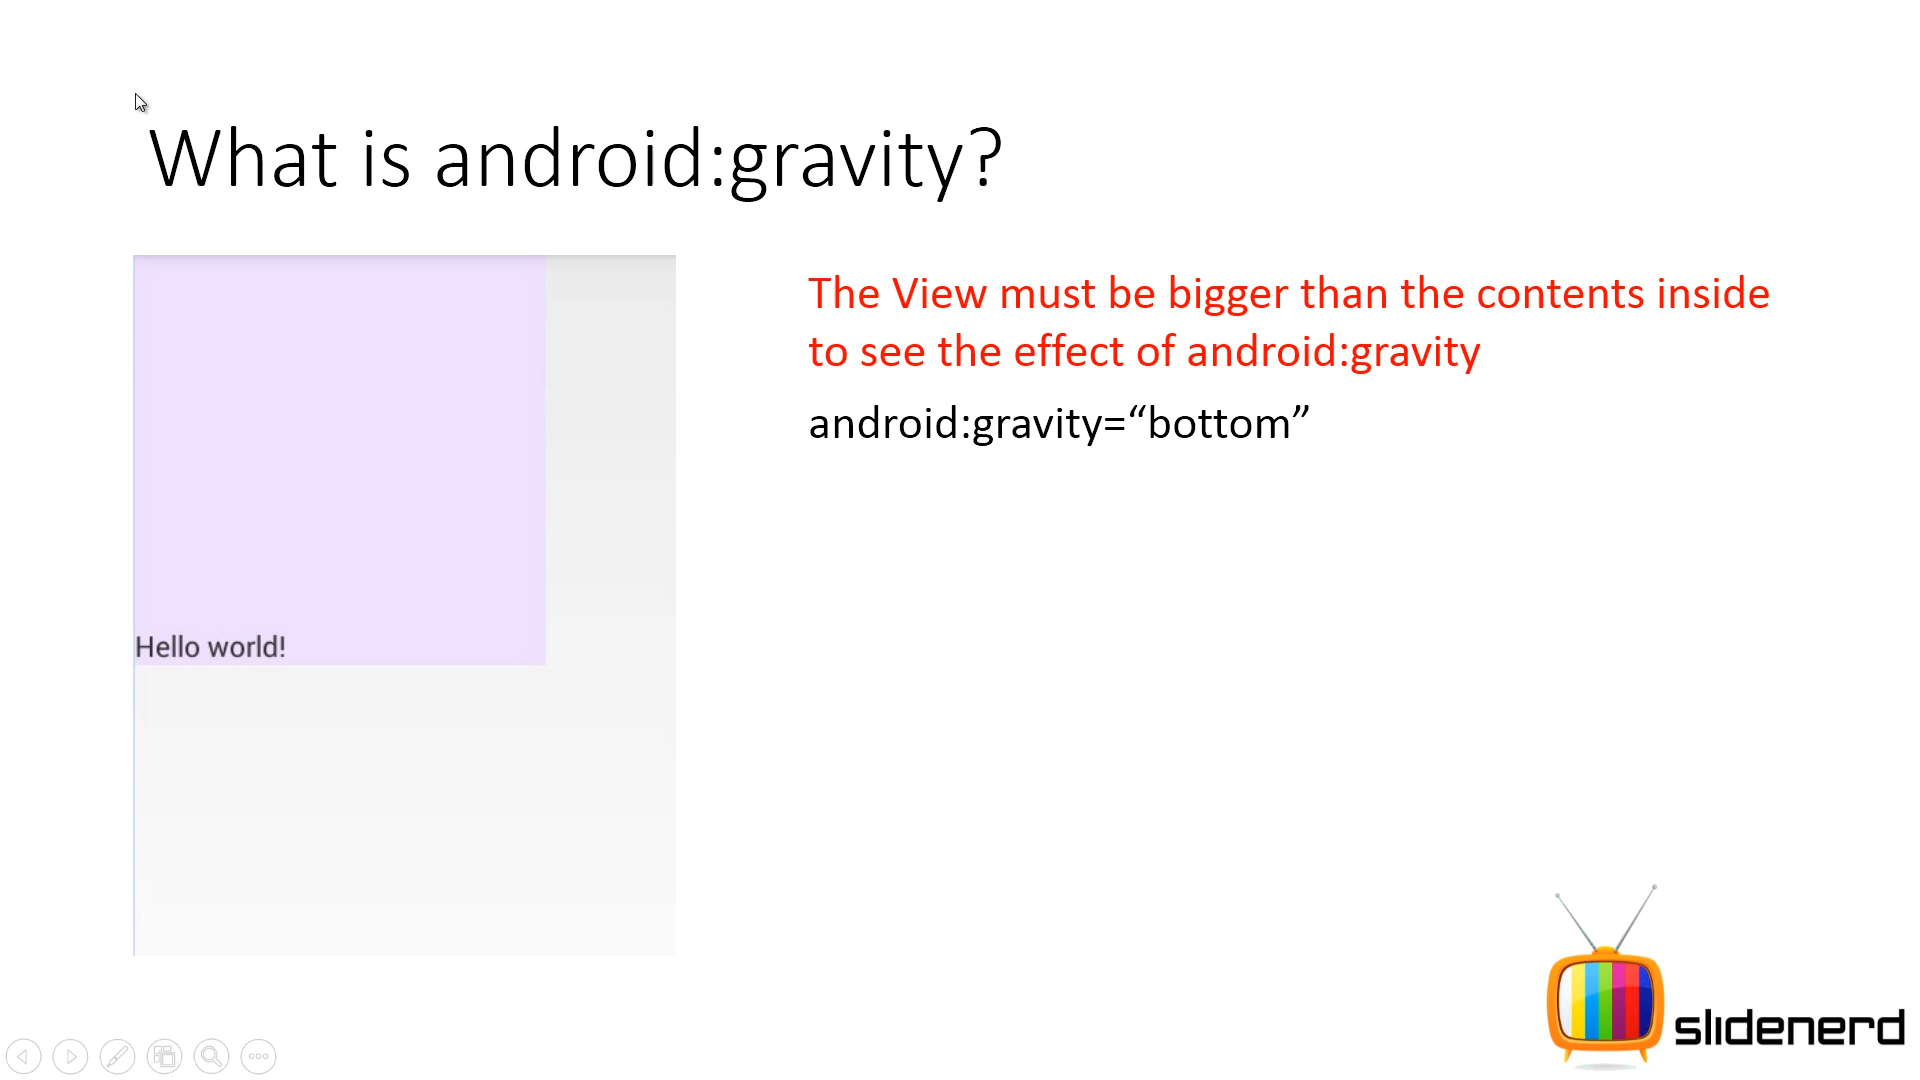 What is android:gravity?
The View must be bigger than the contents inside
to see the effect of android:gravity
android:gravity=“bottom”
Hello world!
slidenerd